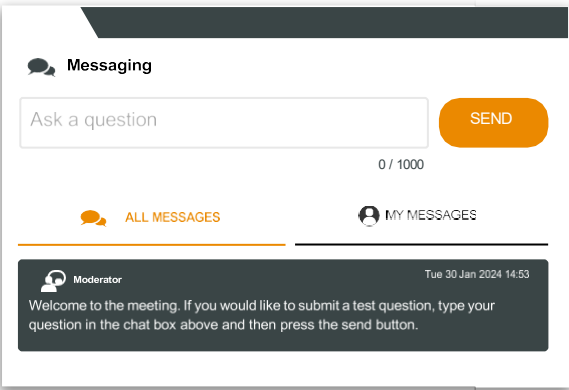 Messaging
Ask a question
SEND
0 / 1000
ALL MESSAGES
MY MESSAGES
Moderator
Tue 30 Jan 2024 14:53
Welcome to the meeting. If you would like to submit a test question, type your
question in the chat box above and then press the send button.